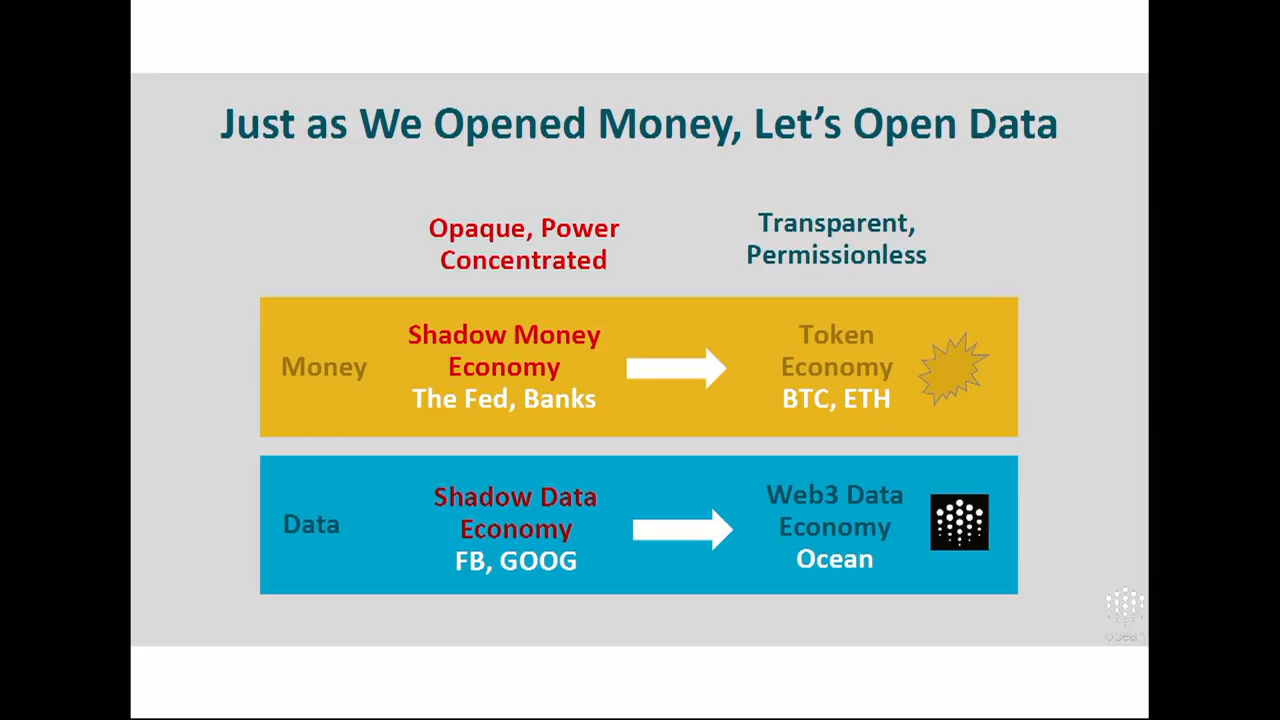 Just as We Opened Money, Let's Open Data
Opaque, Power
Concentrated
Transparent,
Permissionless
Money
Shadow Money
Economy
The Fed, Banks
Token
Economy
BTC, ETH
Data
Shadow Data
Economy
FB, GOOG
Web3 Data
Economy
Ocean
ocean